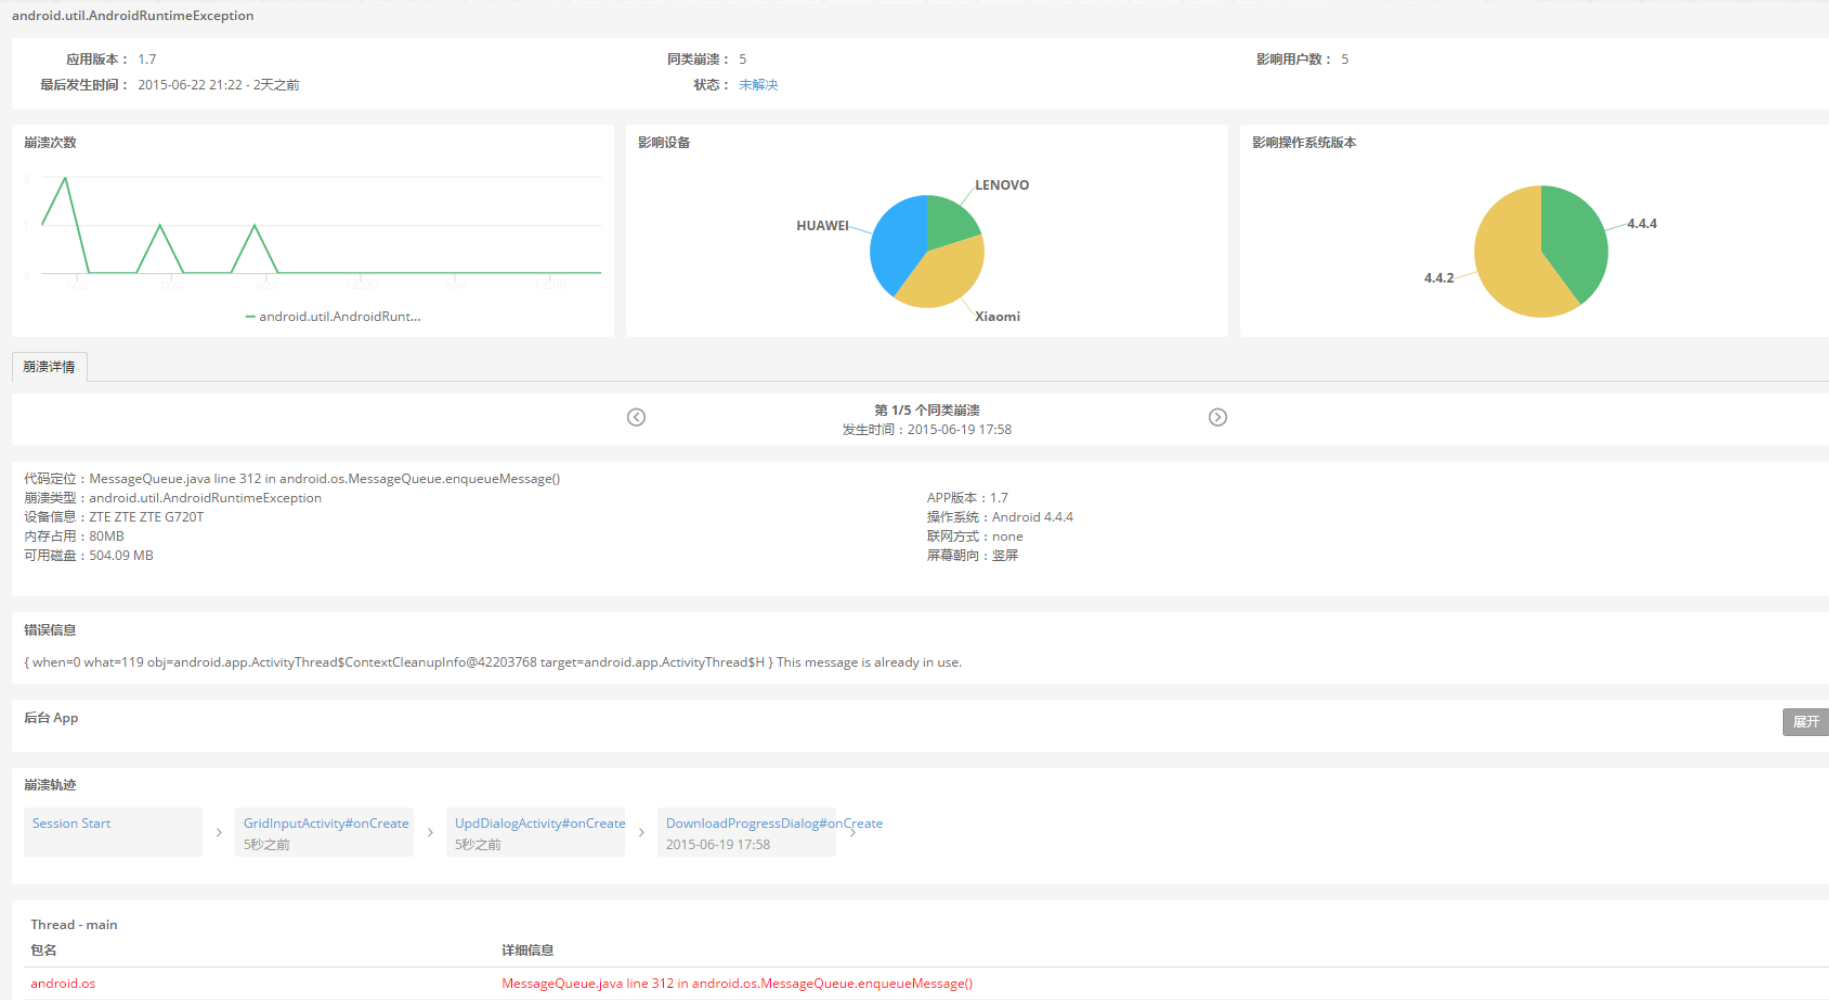 android.util.AndroidRuntimeException
应用版本： 1.7
同类崩溃： 5
影响用户数： 5
最后发生时间： 2015-06-22 21:22 - 2天之前
状态： 未解决
崩溃次数
影响设备
影响操作系统版本
2
1
0
12:00
12:00
12:00
android.util.AndroidRunt...
LENOVO
HUAWEI
Xiaomi
4.4.4
4.4.2
崩溃详情
第 1/5 个同类崩溃
发生时间：2015-06-19 17:58
代码定位：MessageQueue.java line 312 in android.os.MessageQueue.enqueueMessage()
崩溃类型：android.util.AndroidRuntimeException
APP版本：1.7
设备信息：ZTE ZTE ZTE G720T
操作系统：Android 4.4.4
内存占用：80MB
联网方式：none
可用磁盘：504.09 MB
屏幕朝向：竖屏
错误信息
{ when=0 what=119 obj=android.app.ActivityThread$ContextCleanupInfo@42203768 target=android.app.ActivityThread$H } This message is already in use.
后台 App
展开
崩溃轨迹
Session Start
GridInputActivity#onCreate
5秒之前
UpdDialogActivity#onCreate
5秒之前
DownloadProgressDialog#onCreate
2015-06-19 17:58
Thread - main
包名
详细信息
android.os
MessageQueue.java line 312 in android.os.MessageQueue.enqueueMessage()